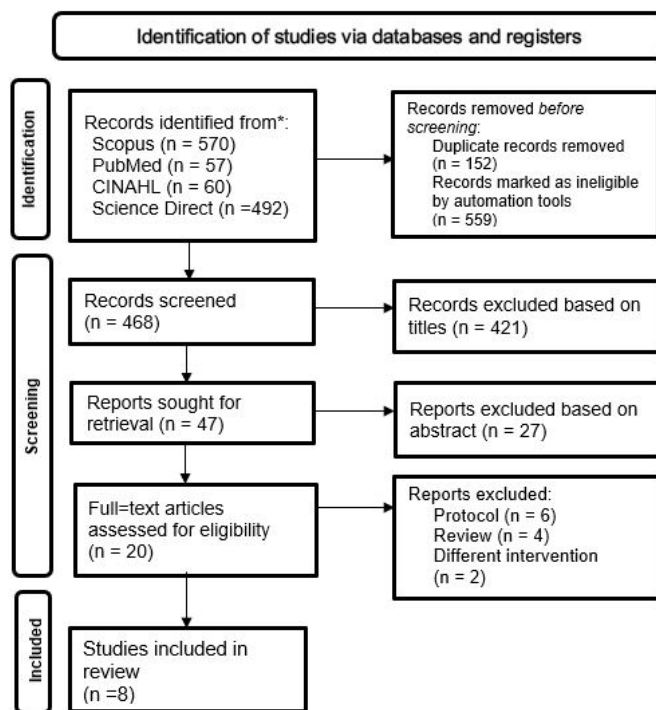 Identification of studies via databases and registers
Identification
Records identified from*:
Scopus (n = 570)
PubMed (n = 57)
CINAHL (n = 60)
Science Direct (n =492)
Records removed before
screening:
Duplicate records removed
(n = 152)
Records marked as ineligible
by automation tools
(n = 559)
Screening
Records screened
(n = 468)
Records excluded based on
titles (n = 421)
Reports sought for
retrieval (n = 47)
Reports excluded based on
abstract (n = 27)
Full=text articles
assessed for eligibility
(n = 20)
Reports excluded:
Protocol (n = 6)
Review (n = 4)
Different intervention
(n = 2)
Included
Studies included in
review
(n =8)